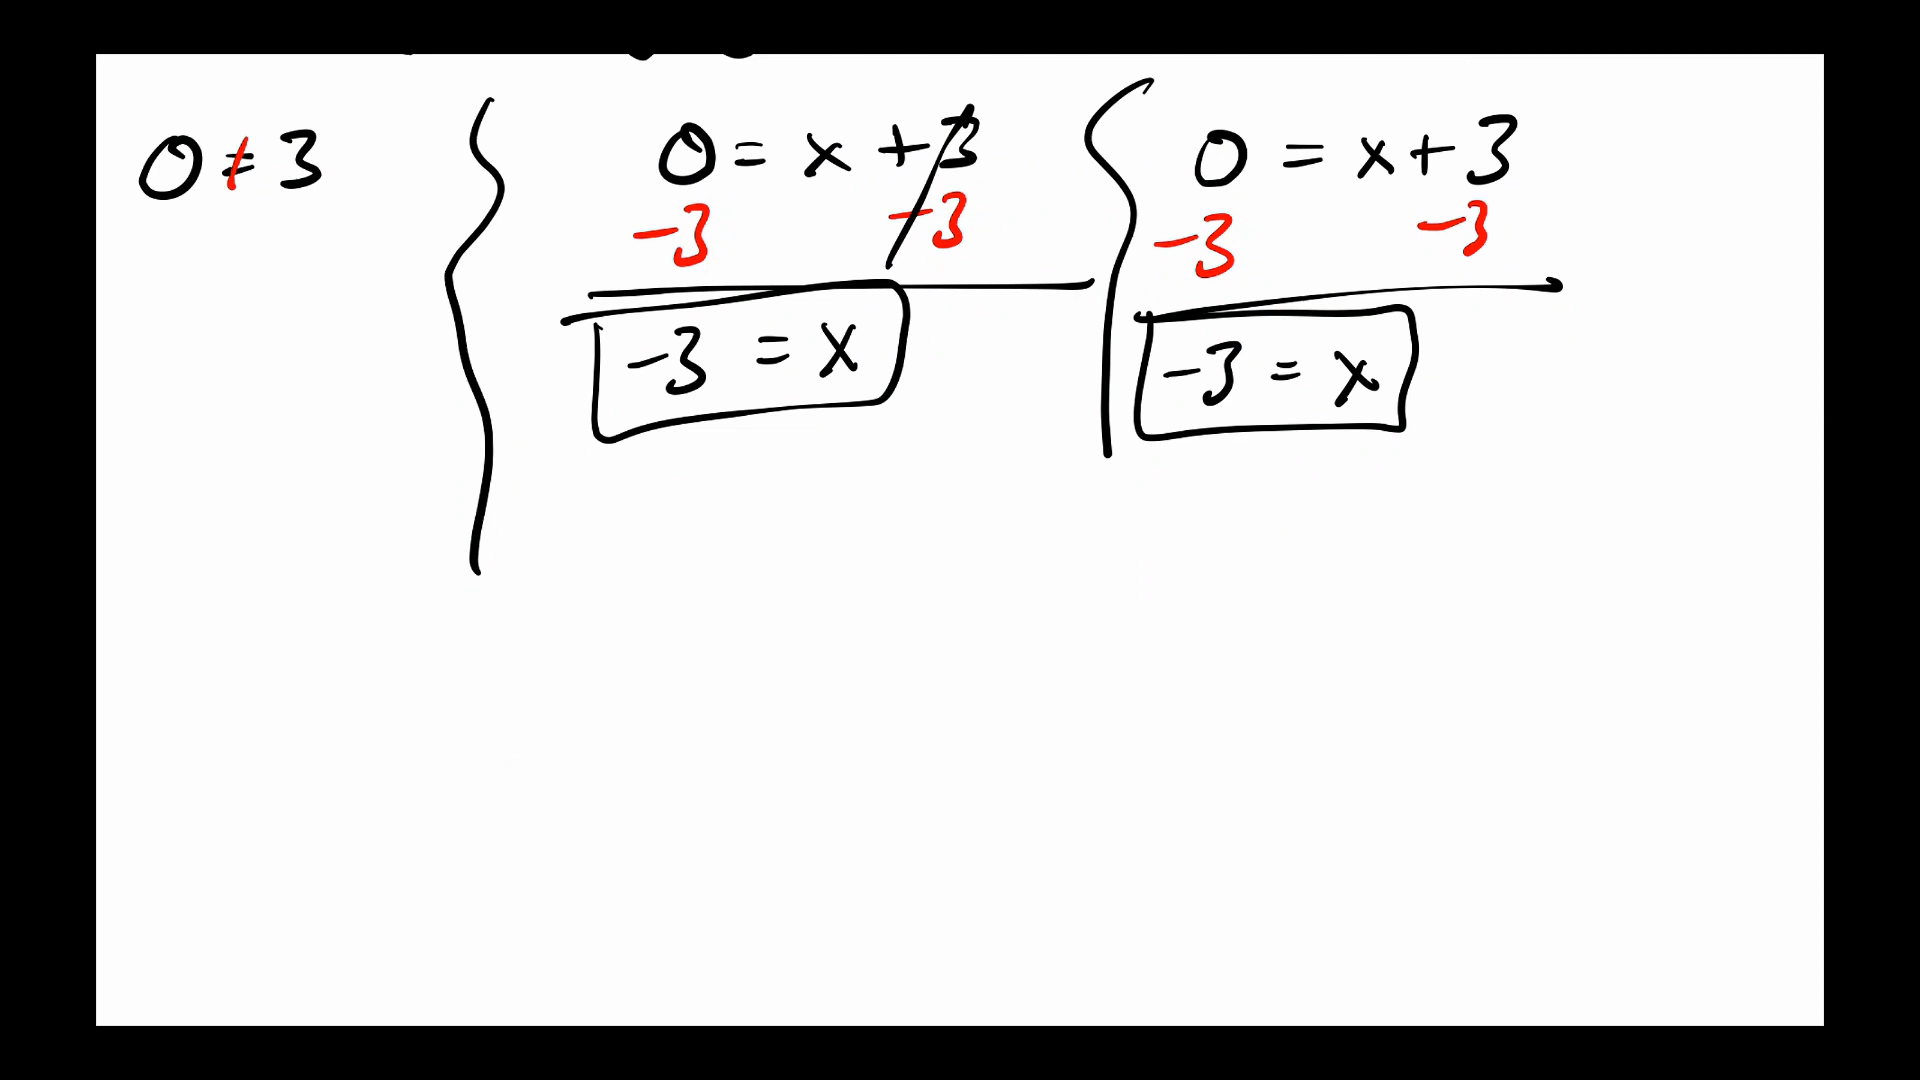 0 ≠ 3
0 = x + 3
-3 -3
-3 = x
0 = x + 3
-3 -3
-3 = x